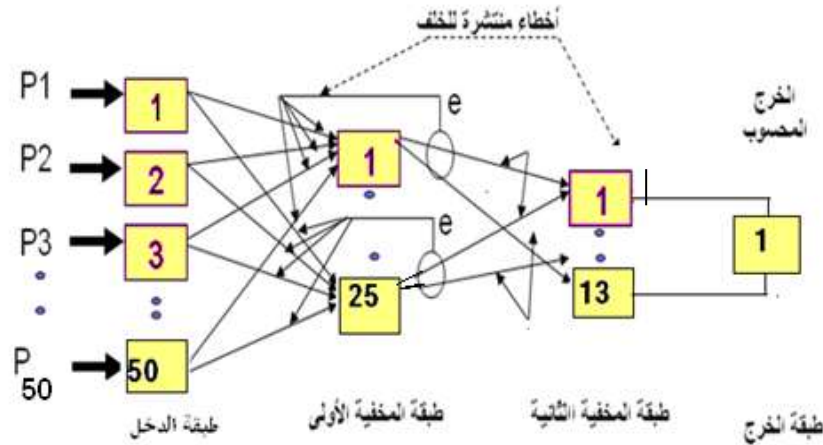 أخطاء منتشرة للخلف
P1
1
e
الخرج
المحسوب
P2
2
1
1
P3
3
e
1
25
13
P
50
50
طبقة الدخل
طبقة المخفية الأولى
طبقة المخفية الثانية
طبقة الخرج